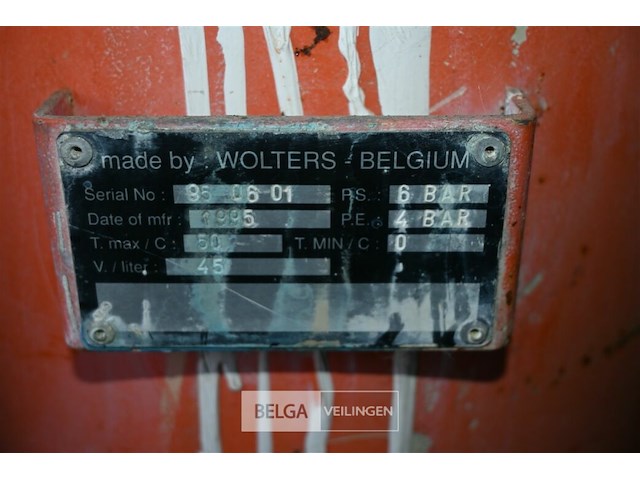 made by : WOLTERS - BELGIUM
Serial No : 95 06 01 P.S. 6 BAR
Date of mfr : 1995 P.E. 4 BAR
T. max / C : 50 T. MIN / C : 0
V. / liter : 45
BELGA VEILINGEN